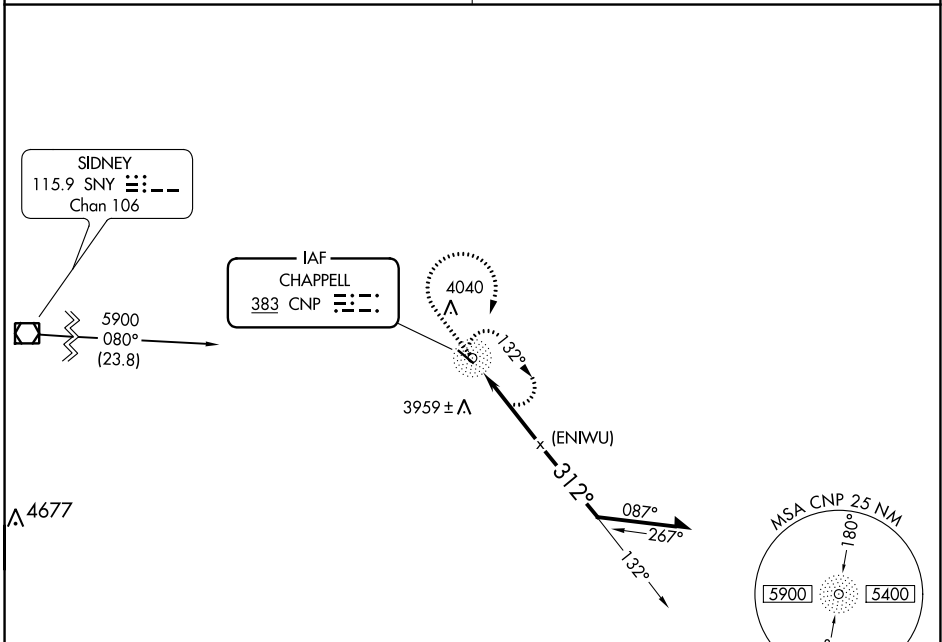 SIDNEY
115.9 SNY
Chan 106
IAF
CHAPPELL
383 CNP
4040
5900
080°
(23.8)
132°
3959 ±
(ENIWU)
312°
087°
267°
132°
4677
MSA CNP 25 NM
180°
5900
5400